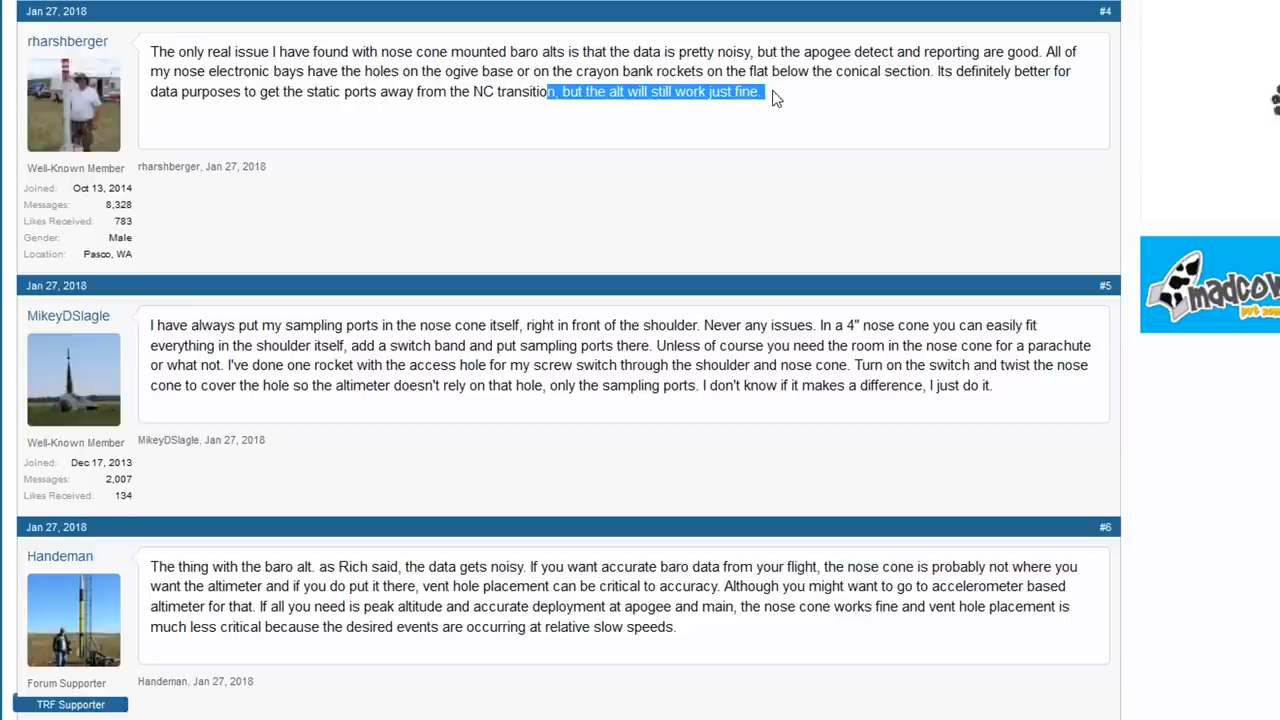 Jan 27, 2018 #4
rharshberger
The only real issue I have found with nose cone mounted baro alts is that the data is pretty noisy, but the apogee detect and reporting are good. All of
my nose electronic bays have the holes on the ogive base or on the crayon bank rockets on the flat below the conical section. Its definitely better for
data purposes to get the static ports away from the NC transition, but the alt will still work just fine.
Well-Known Member
rharshberger, Jan 27, 2018
Joined: Oct 13, 2014
Messages: 8,328
Likes Received: 783
Gender: Male
Location: Pasco, WA
Jan 27, 2018 #5
MikeyDSlagle
I have always put my sampling ports in the nose cone itself, right in front of the shoulder. Never any issues. In a 4" nose cone you can easily fit
everything in the shoulder itself, add a switch band and put sampling ports there. Unless of course you need the room in the nose cone for a parachute
or what not. I've done one rocket with the access hole for my screw switch through the shoulder and nose cone. Turn on the switch and twist the nose
cone to cover the hole so the altimeter doesn't rely on that hole, only the sampling ports. I don't know if it makes a difference, I just do it.
Well-Known Member
MikeyDSlagle, Jan 27, 2018
Joined: Dec 17, 2013
Messages: 2,007
Likes Received: 134
Jan 27, 2018 #6
Handeman
The thing with the baro alt. as Rich said, the data gets noisy. If you want accurate baro data from your flight, the nose cone is probably not where you
want the altimeter and if you do put it there, vent hole placement can be critical to accuracy. Although you might want to go to accelerometer based
altimeter for that. If all you need is peak altitude and accurate deployment at apogee and main, the nose cone works fine and vent hole placement is
much less critical because the desired events are occurring at relative slow speeds.
Forum Supporter
Handeman, Jan 27, 2018
TRF Supporter
madcow